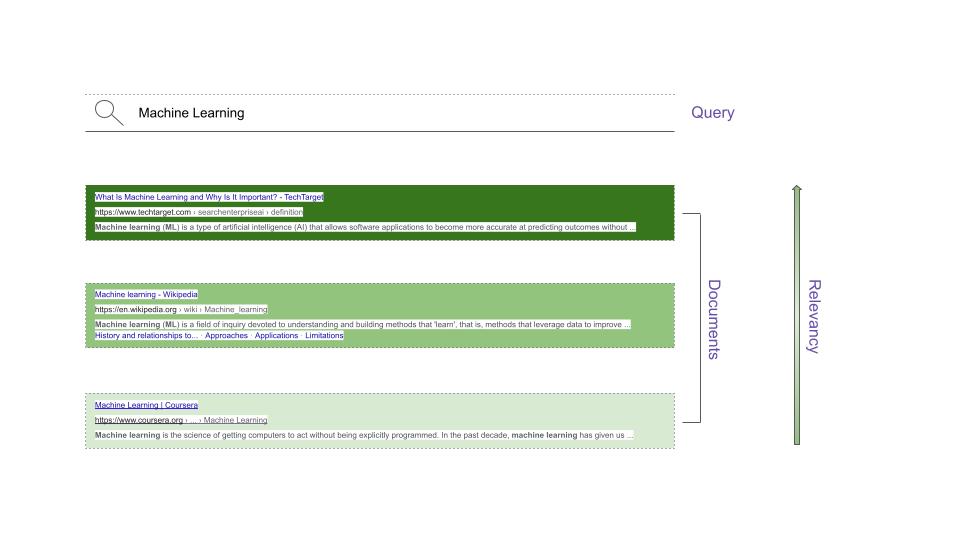 Machine Learning
Query
What Is Machine Learning and Why Is It Important? - TechTarget
https://www.techtarget.com › searchenterpriseai › definition
Machine learning (ML) is a type of artificial intelligence (AI) that allows software applications to become more accurate at predicting outcomes without ...
Machine learning - Wikipedia
https://en.wikipedia.org › wiki › Machine_learning
Machine learning (ML) is a field of inquiry devoted to understanding and building methods that 'learn', that is, methods that leverage data to improve ...
History and relationships to... · Approaches · Applications · Limitations
Machine Learning | Coursera
https://www.coursera.org › ... › Machine Learning
Machine learning is the science of getting computers to act without being explicitly programmed. In the past decade, machine learning has given us ...
Documents
Relevancy